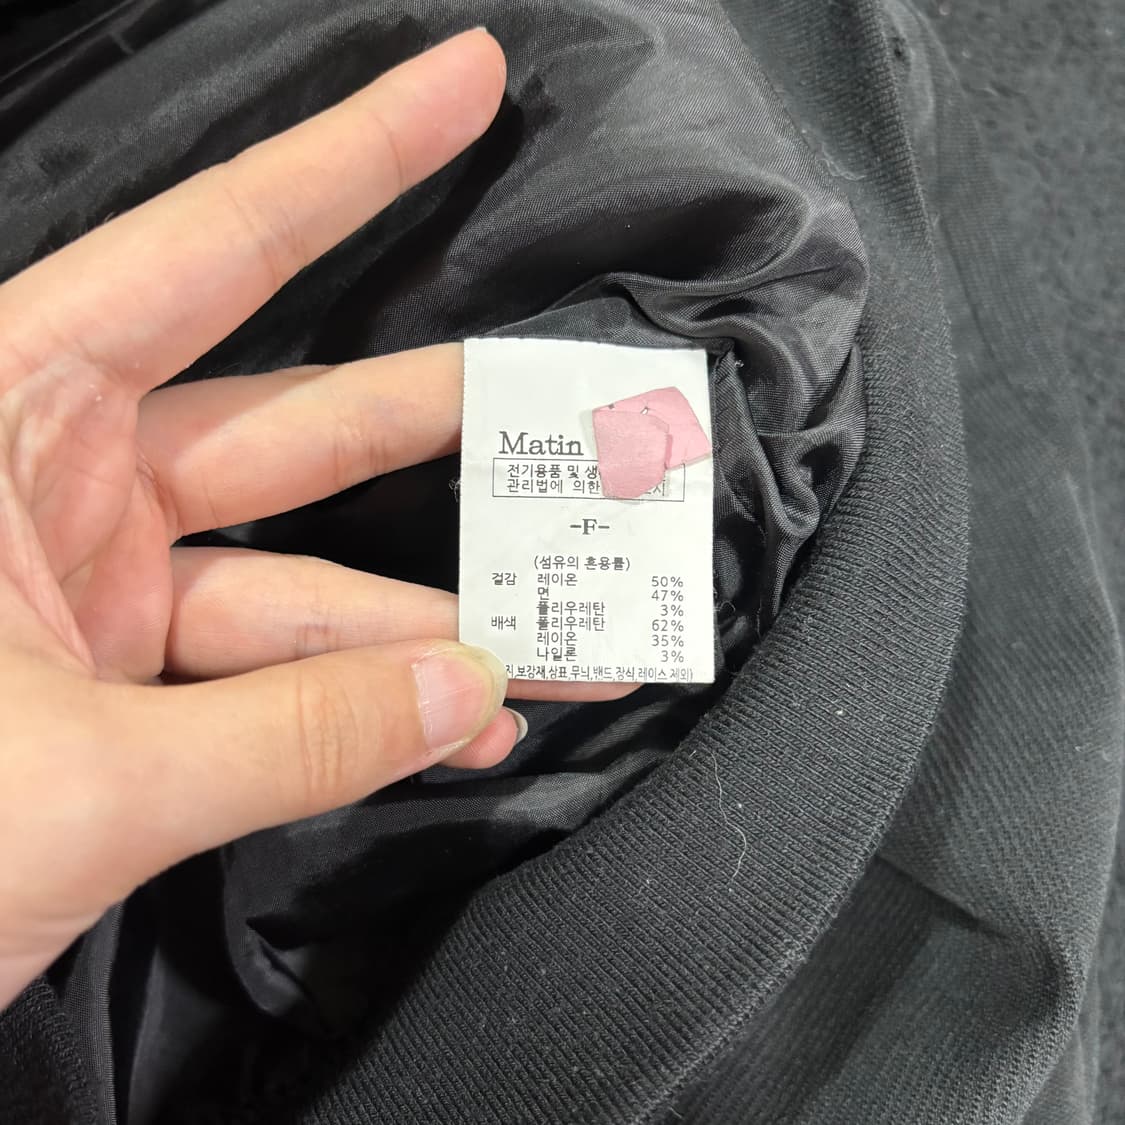 Matin
전기용품 및 생
관리법에 의한 표시
-F-
(섬유의 혼용률)
겉감 레이온 50%
면 47%
폴리우레탄 3%
배색 폴리우레탄 62%
레이온 35%
나일론 3%
보강재,상표,무늬,밴드,장식,레이스 제외)